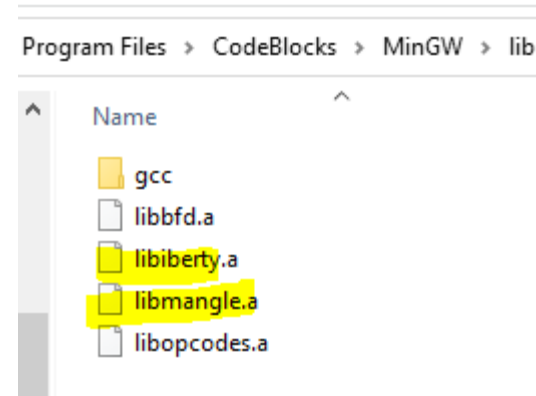 Program Files > CodeBlocks > MinGW > lib
Name
gcc
libbfd.a
libiberty.a
libmangle.a
libopcodes.a